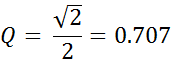 Q = √2/2 = 0.707